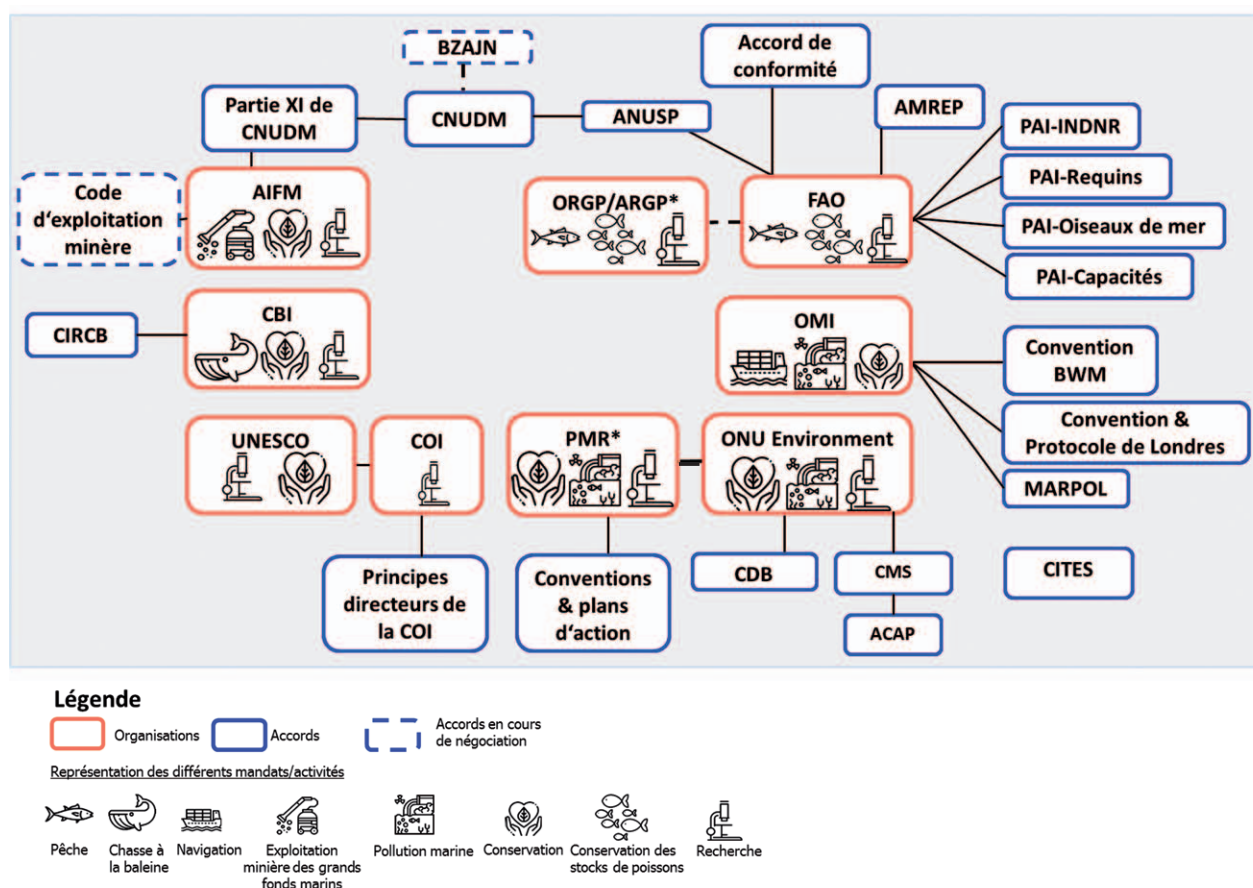 BZAJN
Accord de
conformité
Partie XI de
CNUDM
CNUDM
ANUSP
AMREP
PAI-INDNR
PAI-Requins
PAI-Oiseaux de mer
PAI-Capacités
Code
d‘exploitation
minère
AIFM
ORGP/ARGP*
FAO
CIRCB
CBI
OMI
Convention
BWM
Convention &
Protocole de Londres
MARPOL
UNESCO
COI
PMR*
ONU Environment
Principes
directeurs de
la COI
Conventions
& plans
d‘action
CDB
CMS
CITES
ACAP
Légende
Organisations
Accords
Accords en cours
de négociation
Représentation des différents mandats/activités
Pêche
Chasse à
la baleine
Navigation
Exploitation
minière des grands
fonds marins
Pollution marine
Conservation
Conservation des
stocks de poissons
Recherche